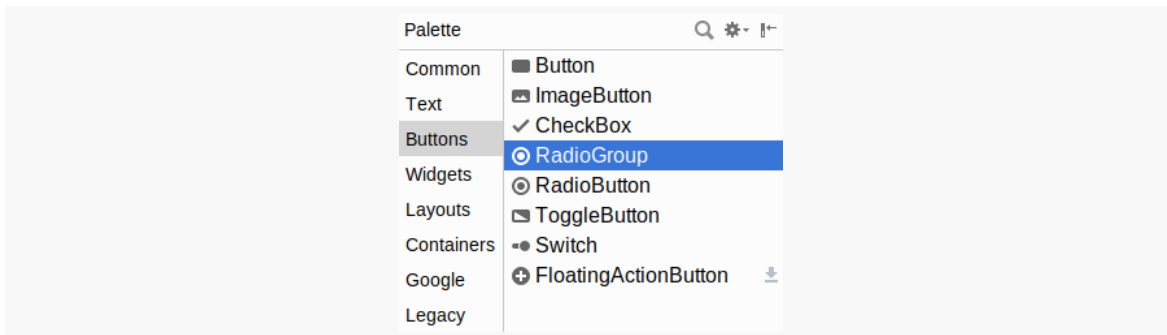 Palette
Common
Text
Buttons
Widgets
Layouts
Containers
Google
Legacy
Button
ImageButton
CheckBox
RadioGroup
RadioButton
ToggleButton
Switch
FloatingActionButton